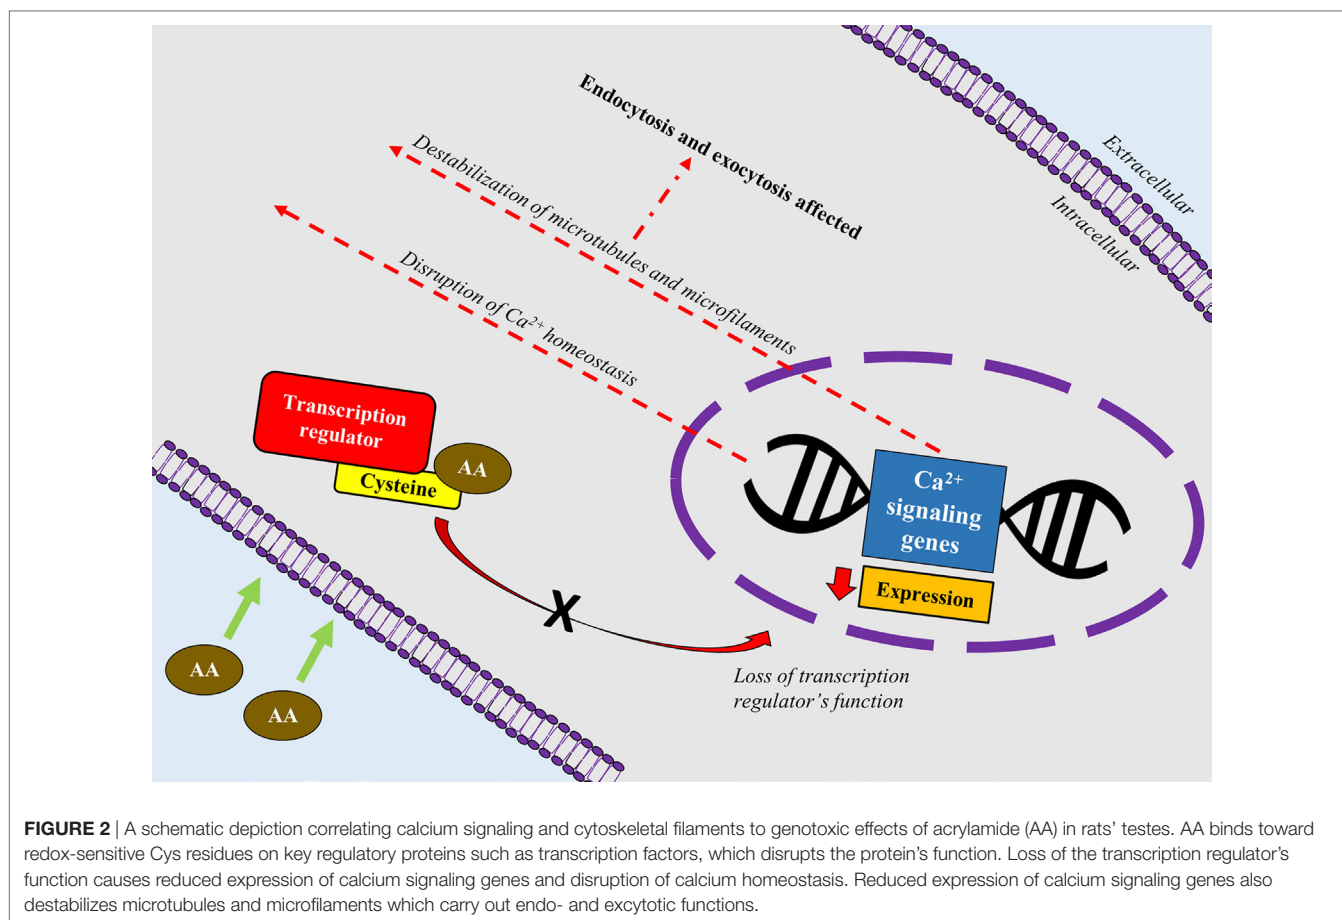 Endocytosis and exocytosis affected
Extracellular
Intracellular
Destabilization of microtubules and microfilaments
Disruption of Ca²⁺ homeostasis
Transcription
regulator
Cysteine
AA
Ca²⁺
signaling
genes
Expression
X
AA
AA
Loss of transcription
regulator’s function
FIGURE 2 | A schematic depiction correlating calcium signaling and cytoskeletal filaments to genotoxic effects of acrylamide (AA) in rats’ testes. AA binds toward
redox-sensitive Cys residues on key regulatory proteins such as transcription factors, which disrupts the protein’s function. Loss of the transcription regulator’s
function causes reduced expression of calcium signaling genes and disruption of calcium homeostasis. Reduced expression of calcium signaling genes also
destabilizes microtubules and microfilaments which carry out endo- and excytotic functions.